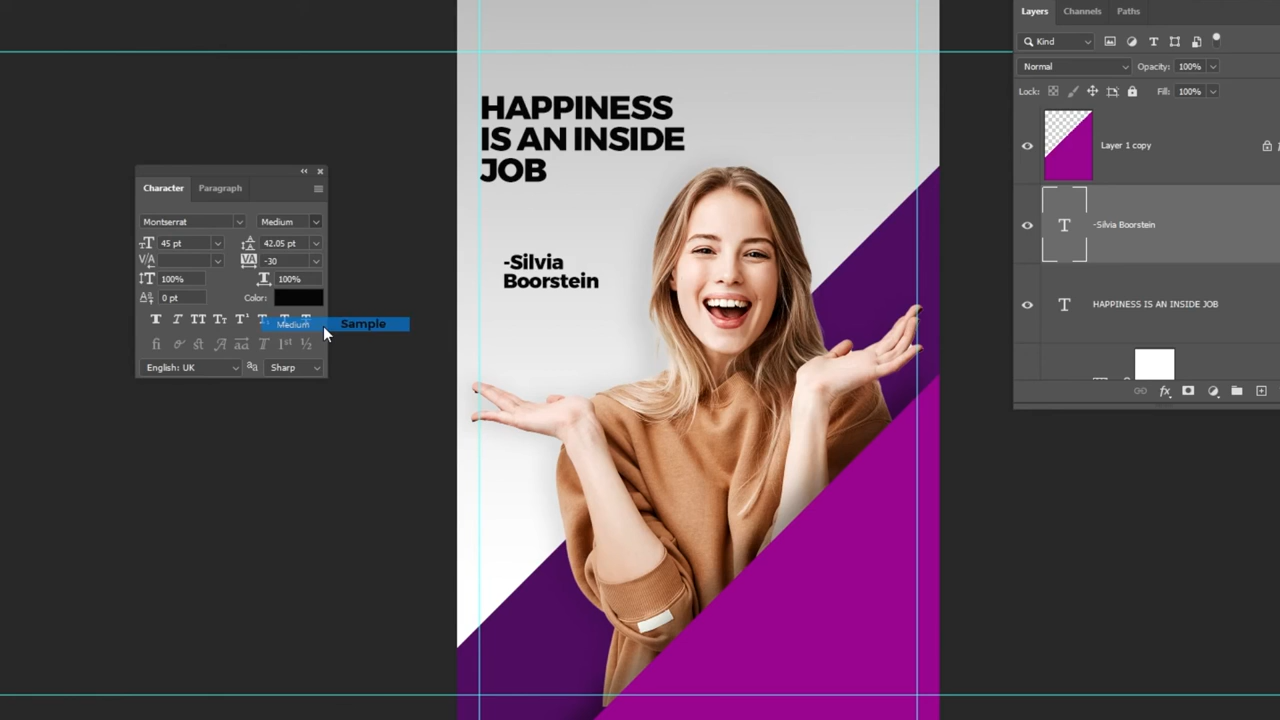 Layers Channels Paths
Kind
Normal Opacity: 100%
Lock: Fill: 100%
Layer 1 copy
-Silvia Boorstein
HAPPINESS IS AN INSIDE JOB
HAPPINESS
IS AN INSIDE
JOB
-Silvia
Boorstein
Character Paragraph
Montserrat Medium
45 pt 42.05 pt
-30
100% 100%
0 pt Color:
Medium Sample
English: UK aa Sharp